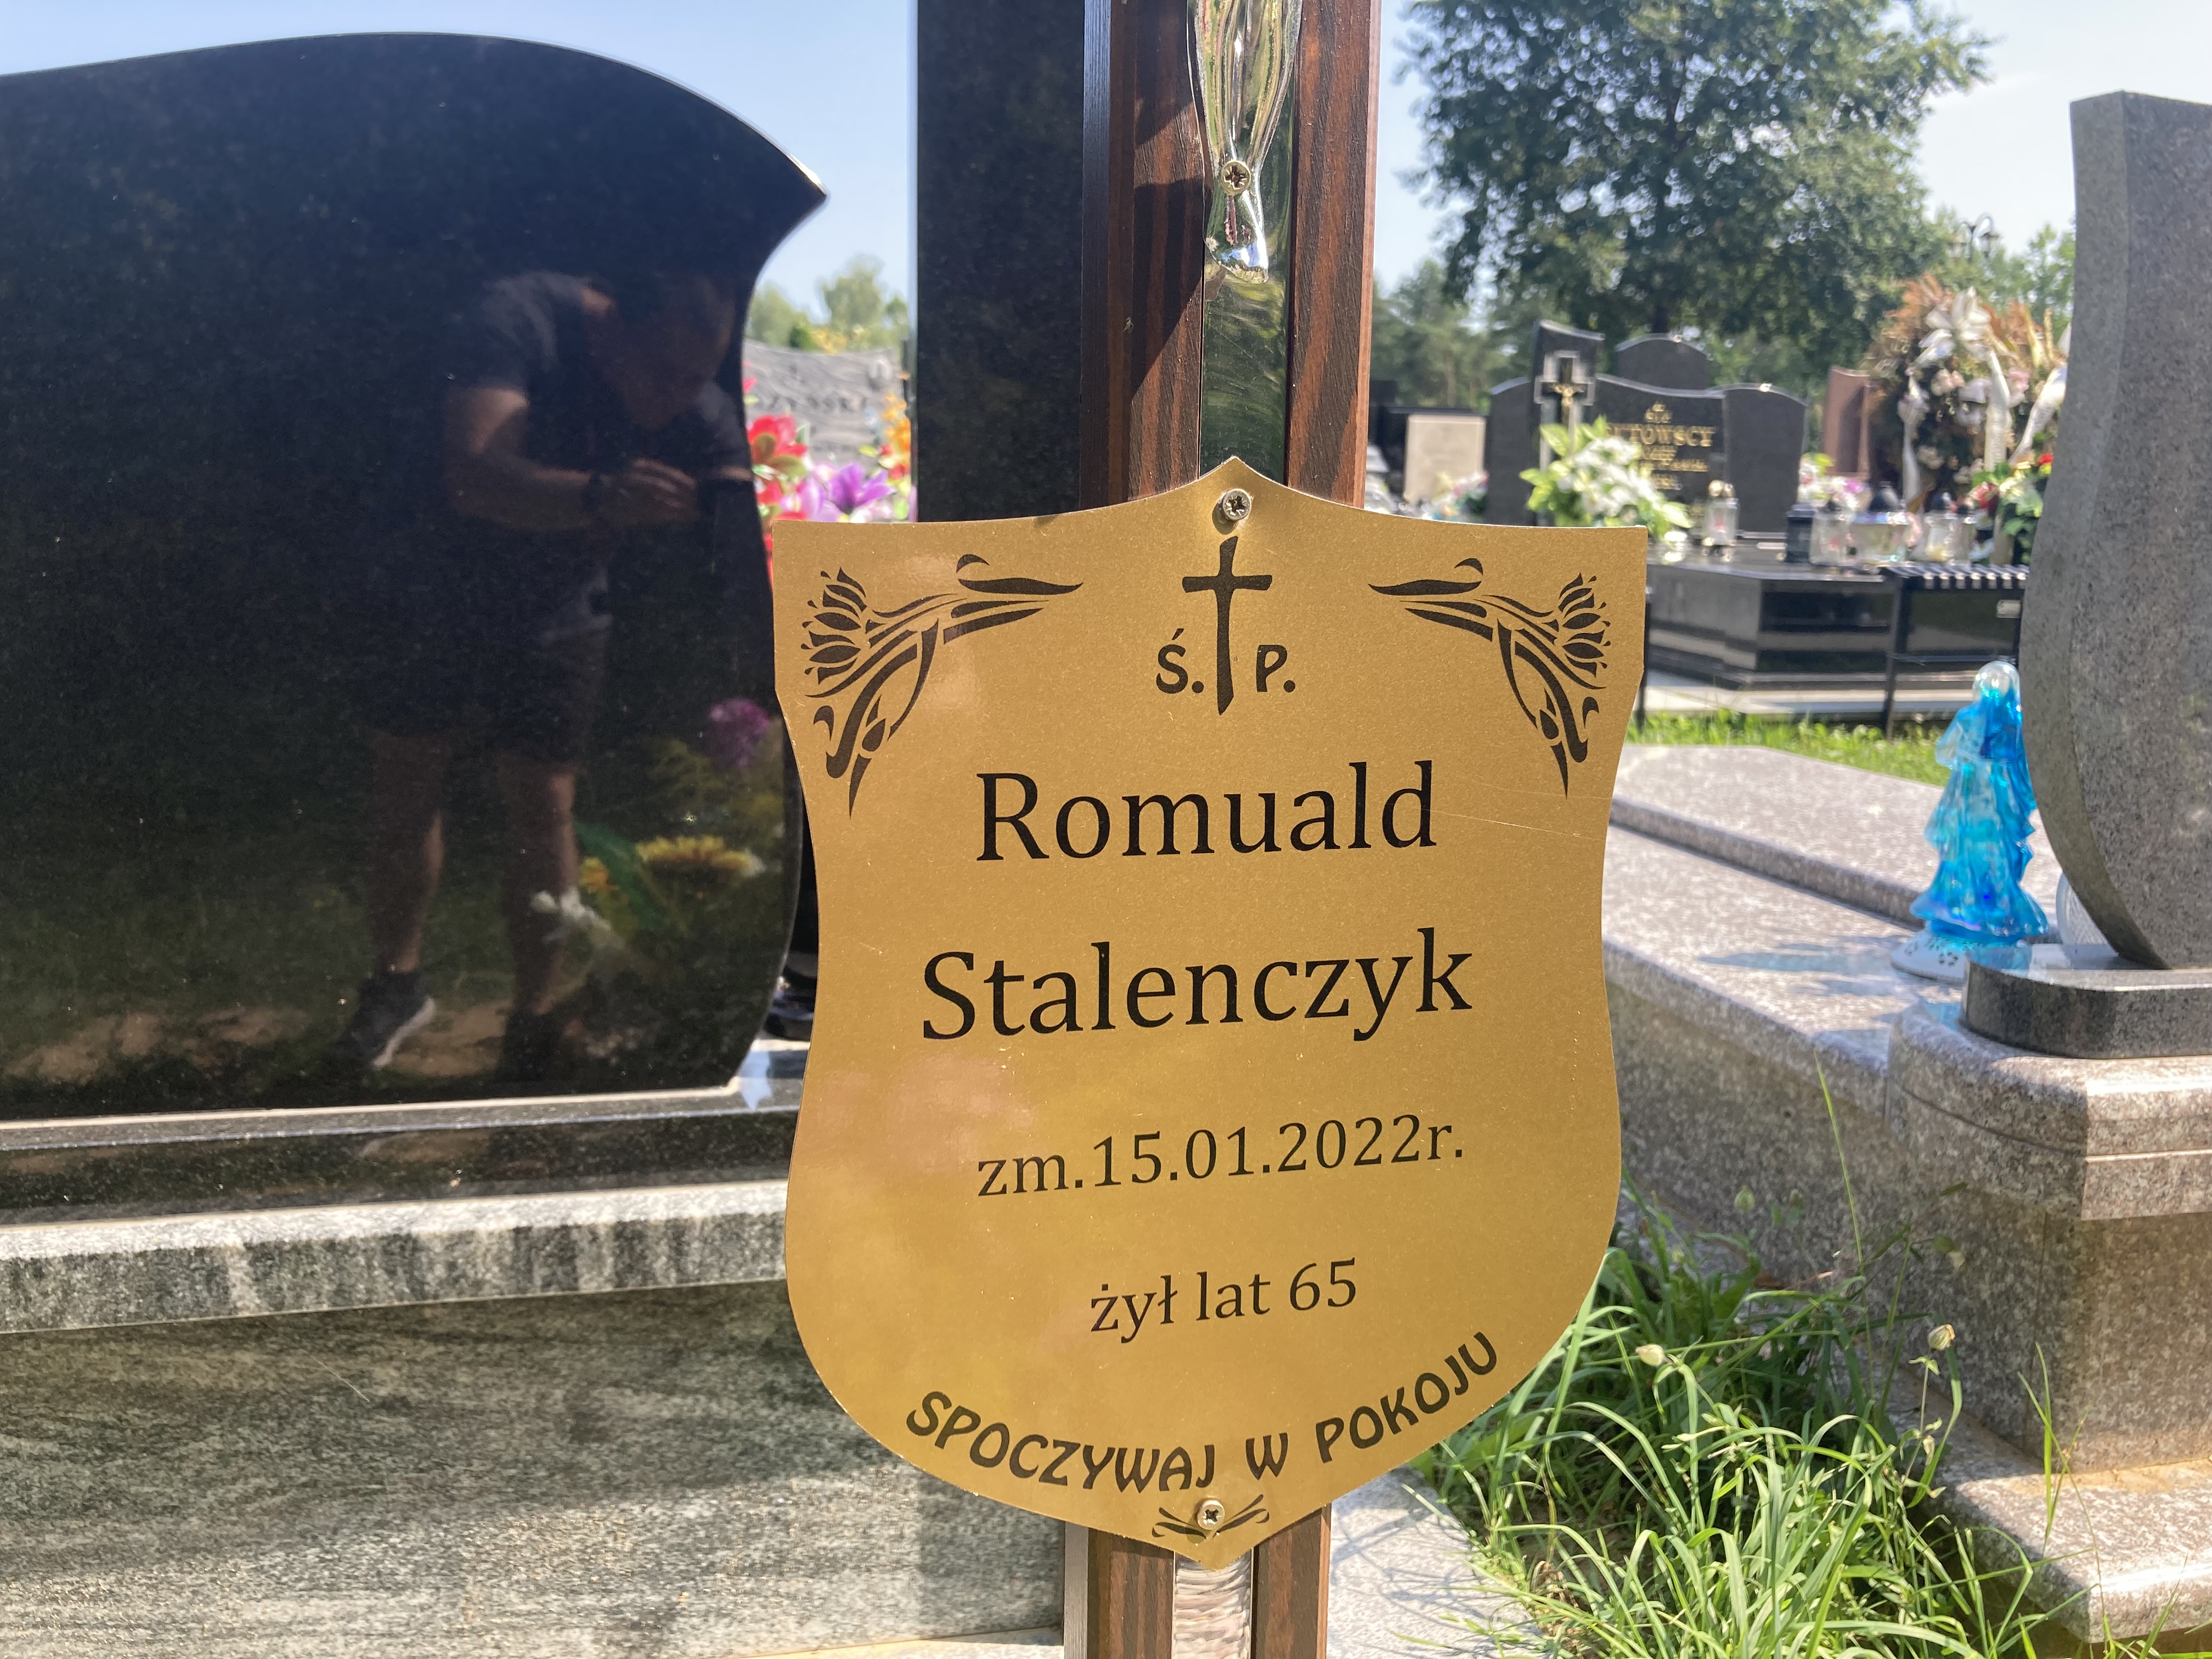 Ś. P.
Romuald
Stalenczyk
zm.15.01.2022r.
żył lat 65
SPOCZYWAJ W POKOJU